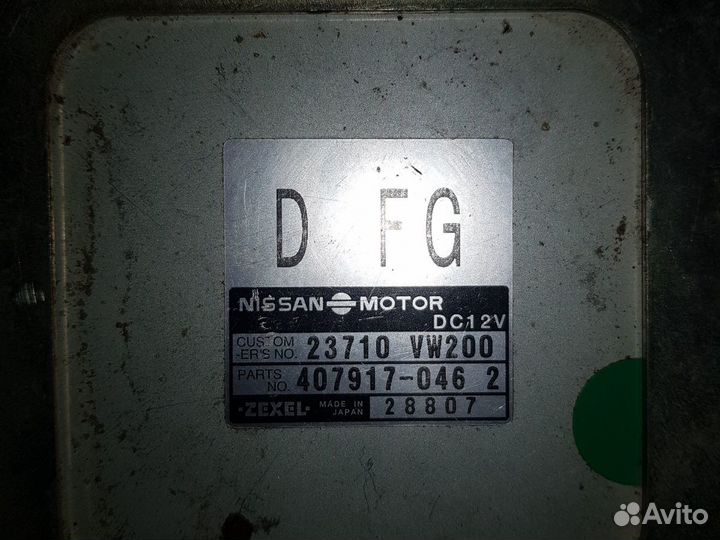 D FG
NISSAN MOTOR
DC12V
CUSTOM
-ER'S NO. 23710 VW200
PARTS
NO. 407917-046 2
·ZEXEL· MADE IN
JAPAN 28807
Avito